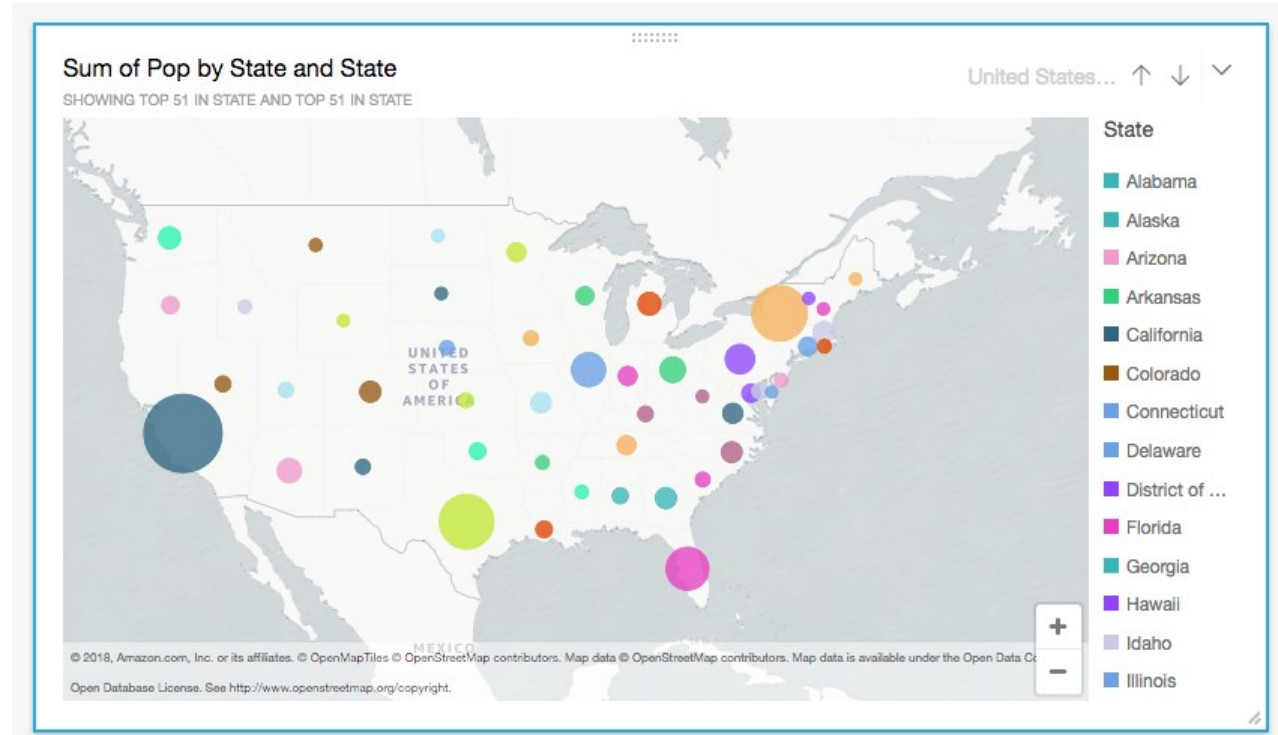 Sum of Pop by State and State
United States...
SHOWING TOP 51 IN STATE AND TOP 51 IN STATE
State
Alabama
Alaska
Arizona
Arkansas
California
Colorado
Connecticut
Delaware
District of ...
Florida
Georgia
Hawaii
Idaho
Illinois
UNITED
STATES
OF
AMERICA
MEXICO
+
−
© 2018, Amazon.com, Inc. or its affiliates. © OpenMapTiles © OpenStreetMap contributors. Map data © OpenStreetMap contributors. Map data is available under the Open Data
Open Database License. See http://www.openstreetmap.org/copyright.